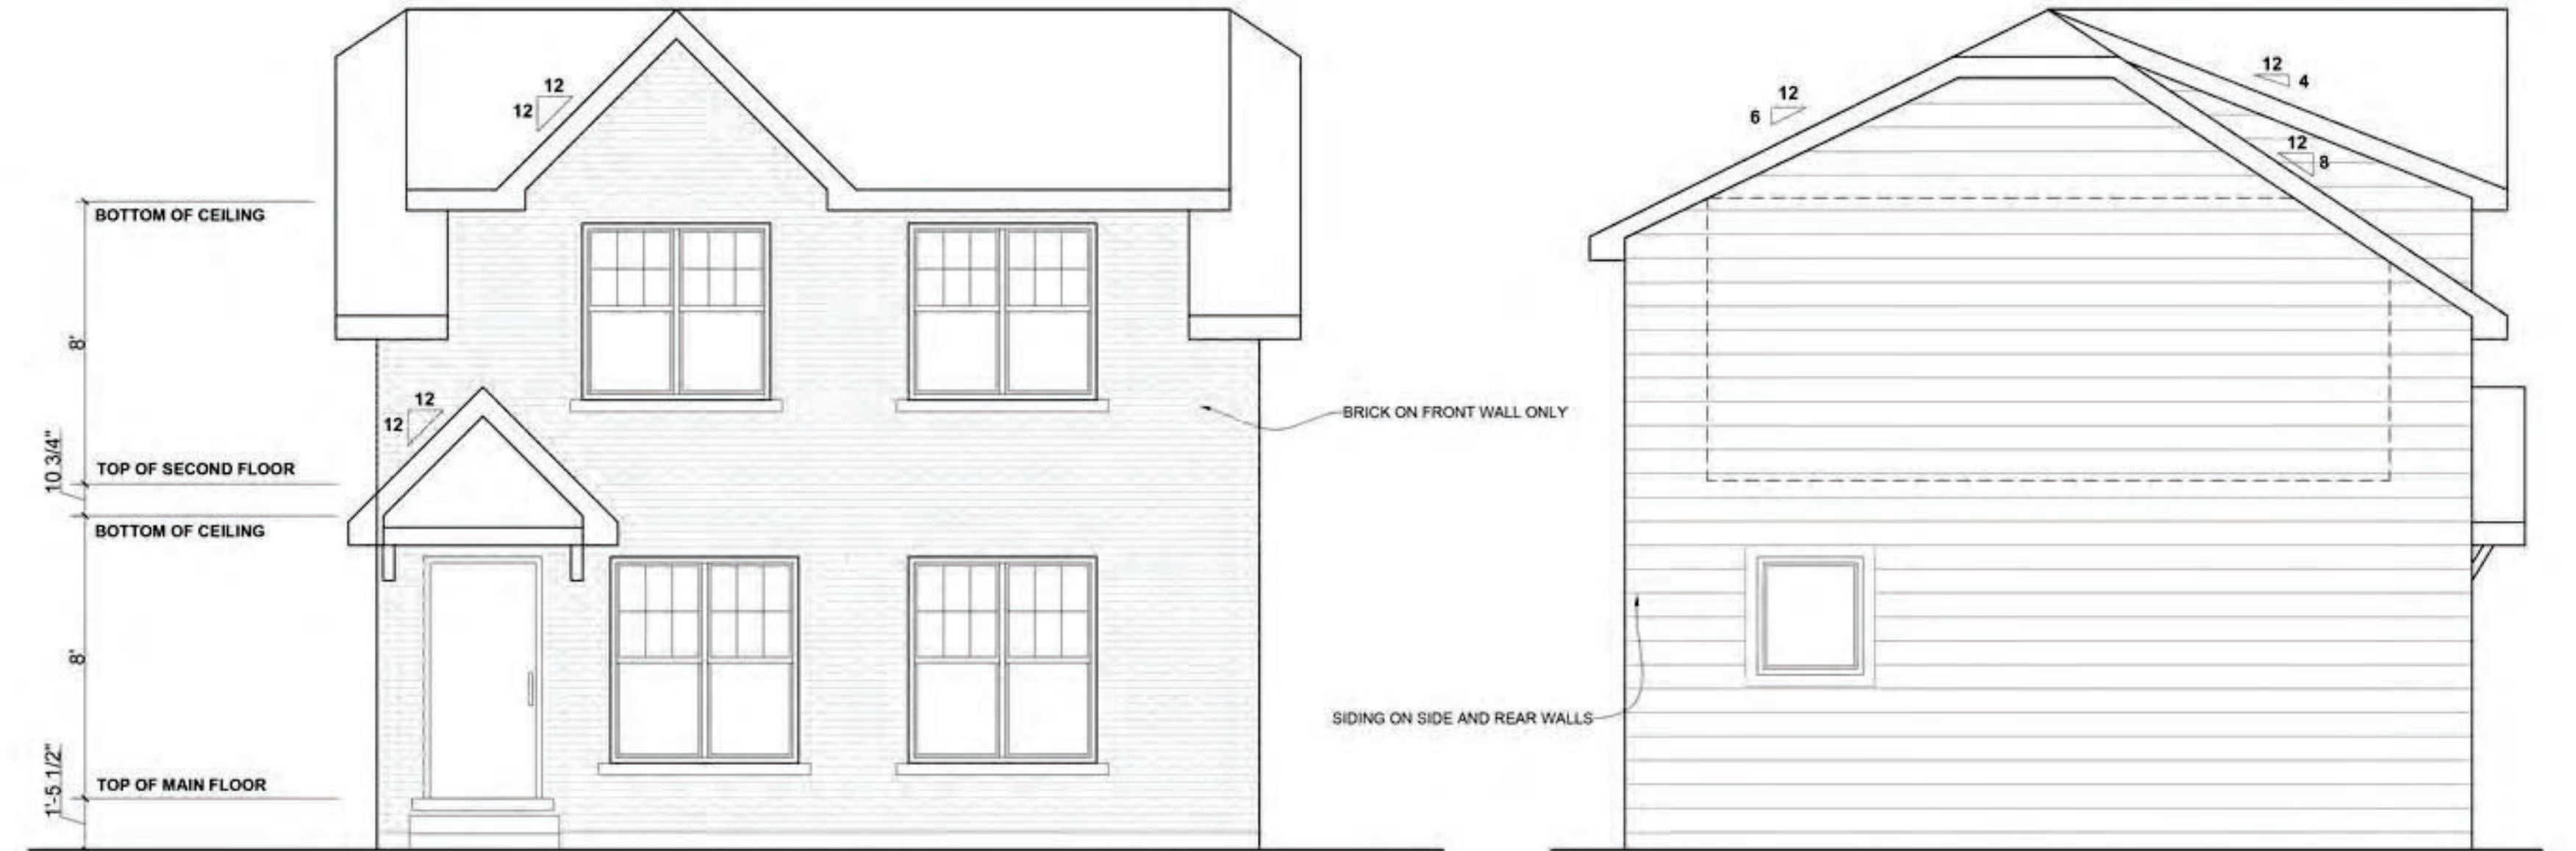 12
12
BOTTOM OF CEILING
8'
12
12
10 3/4"
TOP OF SECOND FLOOR
BOTTOM OF CEILING
8'
1'-5 1/2"
TOP OF MAIN FLOOR
BRICK ON FRONT WALL ONLY
SIDING ON SIDE AND REAR WALLS
12
6
12
4
12
8